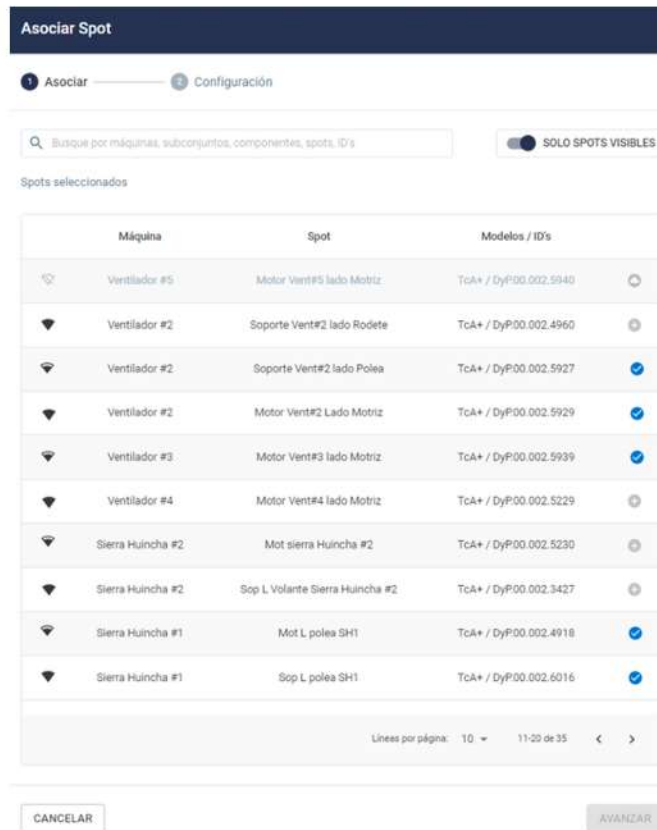 Asociar Spot
1 Asociar 2 Configuración
Busque por máquinas, subconjuntos, componentes, spots, ID's
SOLO SPOTS VISIBLES
Spots seleccionados
Máquina Spot Modelos / ID's
Ventilador #5 Motor Vent#5 lado Motriz TcA+ / DyP.00.002.5940
Ventilador #2 Soporte Vent#2 lado Rodete TcA+ / DyP.00.002.4960
Ventilador #2 Soporte Vent#2 lado Polea TcA+ / DyP.00.002.5927
Ventilador #2 Motor Vent#2 Lado Motriz TcA+ / DyP.00.002.5929
Ventilador #3 Motor Vent#3 lado Motriz TcA+ / DyP.00.002.5939
Ventilador #4 Motor Vent#4 lado Motriz TcA+ / DyP.00.002.5229
Sierra Huincha #2 Mot sierra Huincha #2 TcA+ / DyP.00.002.5230
Sierra Huincha #2 Sop L Volante Sierra Huincha #2 TcA+ / DyP.00.002.3427
Sierra Huincha #1 Mot L polea SH1 TcA+ / DyP.00.002.4918
Sierra Huincha #1 Sop L polea SH1 TcA+ / DyP.00.002.6016
Líneas por página: 10 11-20 de 35
CANCELAR AVANZAR